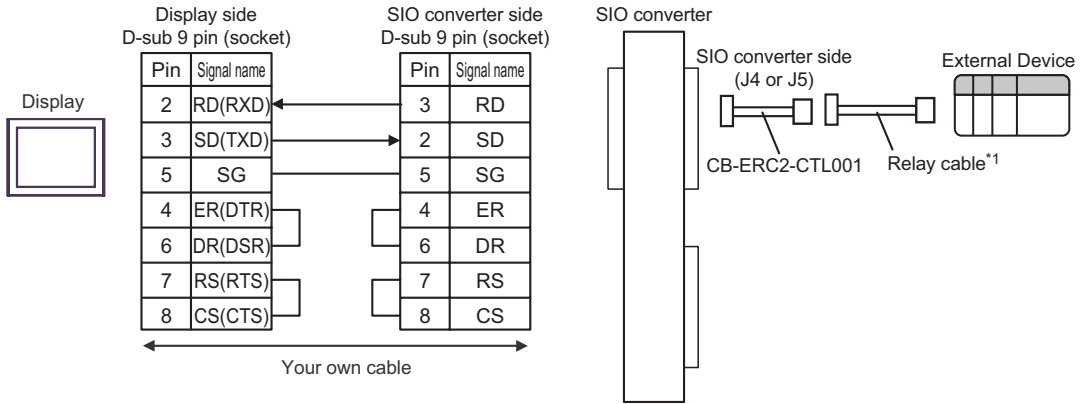 Display side
D-sub 9 pin (socket)
SIO converter side
D-sub 9 pin (socket)
SIO converter
Display
Pin Signal name
2 RD(RXD)
3 SD(TXD)
5 SG
4 ER(DTR)
6 DR(DSR)
7 RS(RTS)
8 CS(CTS)
Pin Signal name
3 RD
2 SD
5 SG
4 ER
6 DR
7 RS
8 CS
Your own cable
SIO converter side
(J4 or J5)
External Device
CB-ERC2-CTL001
Relay cable*1